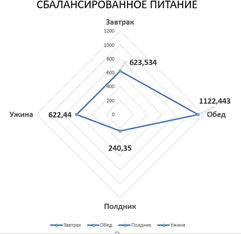 СБАЛАНСИРОВАННОЕ ПИТАНИЕ
Завтрак
1200
1000
800
600
400
200
0
623,534
1122,443
Обед
Ужина
622,44
240,35
Полдник
Завтрак Обед Полдник Ужина